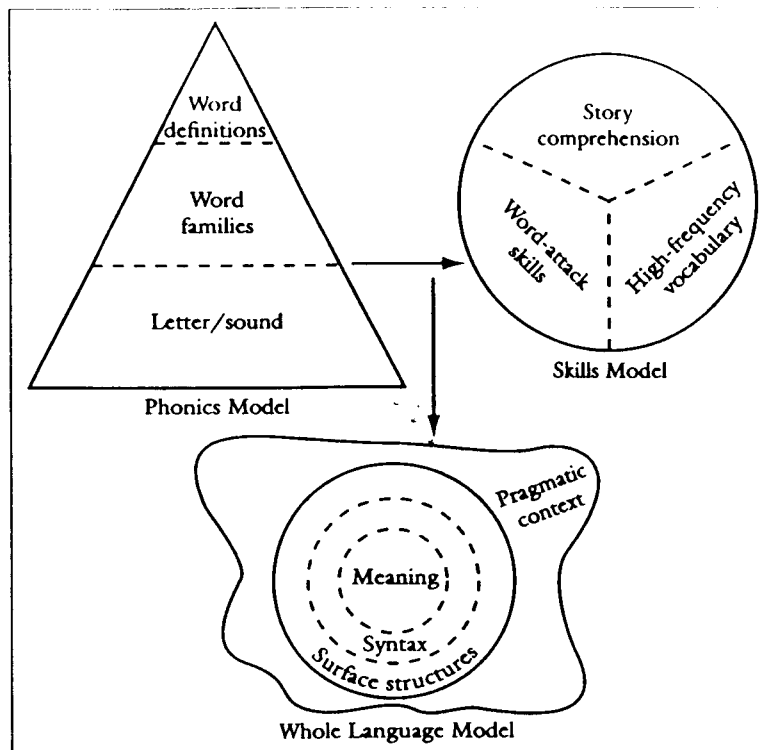 Word
definitions
Word
families
Letter/sound
Phonics Model
Story
comprehension
Word-attack
skills
High-frequency
vocabulary
Skills Model
Pragmatic
context
Meaning
Syntax
Surface structures
Whole Language Model